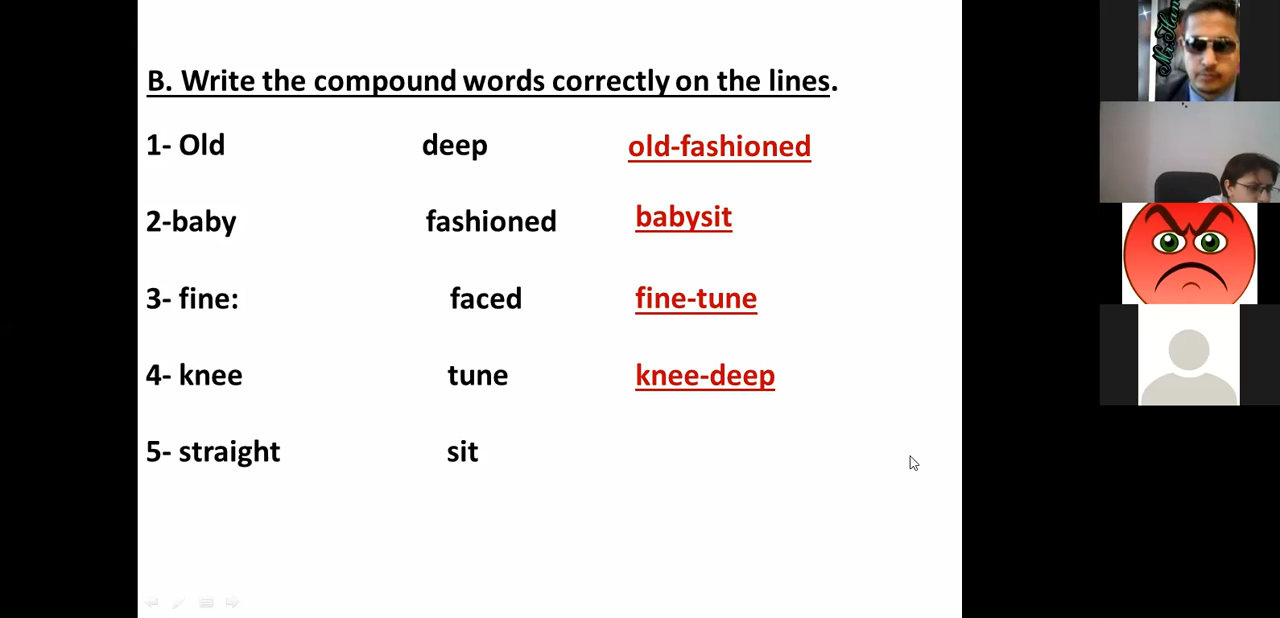 B. Write the compound words correctly on the lines.
1- Old deep old-fashioned
2-baby fashioned babysit
3- fine: faced fine-tune
4- knee tune knee-deep
5- straight sit